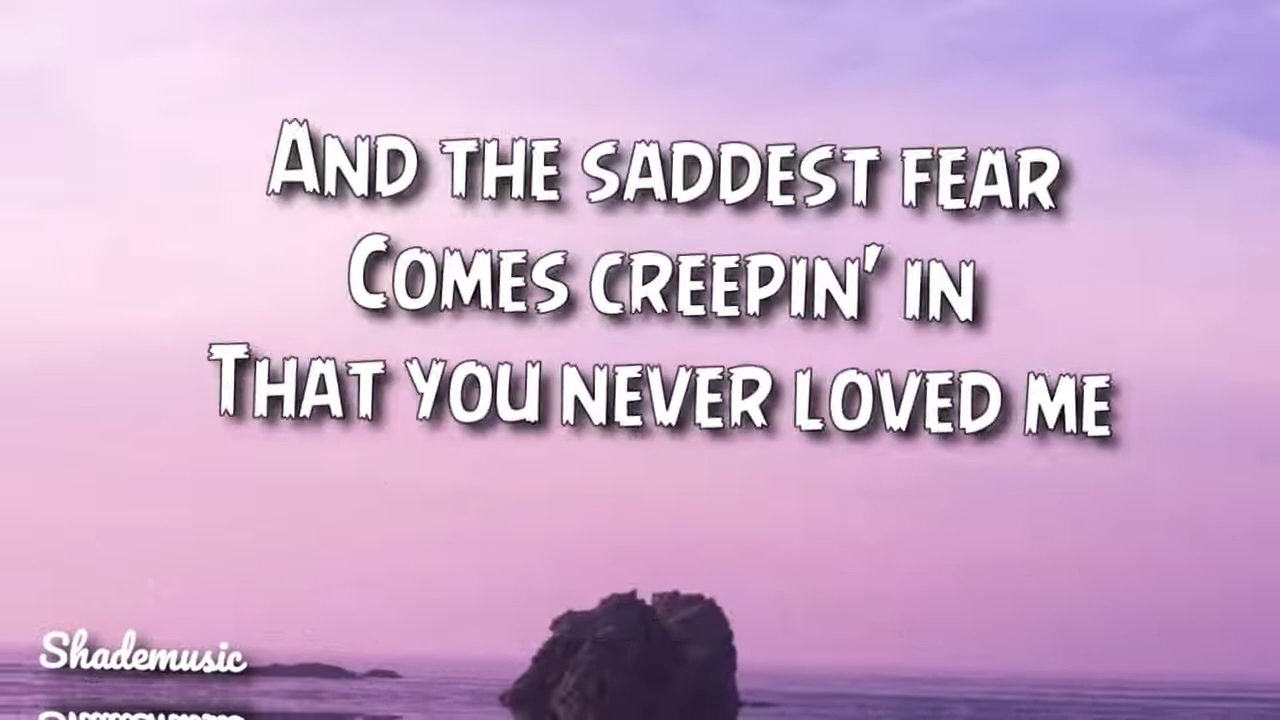 And the saddest fear
Comes creepin' in
That you never loved me
Shademusic